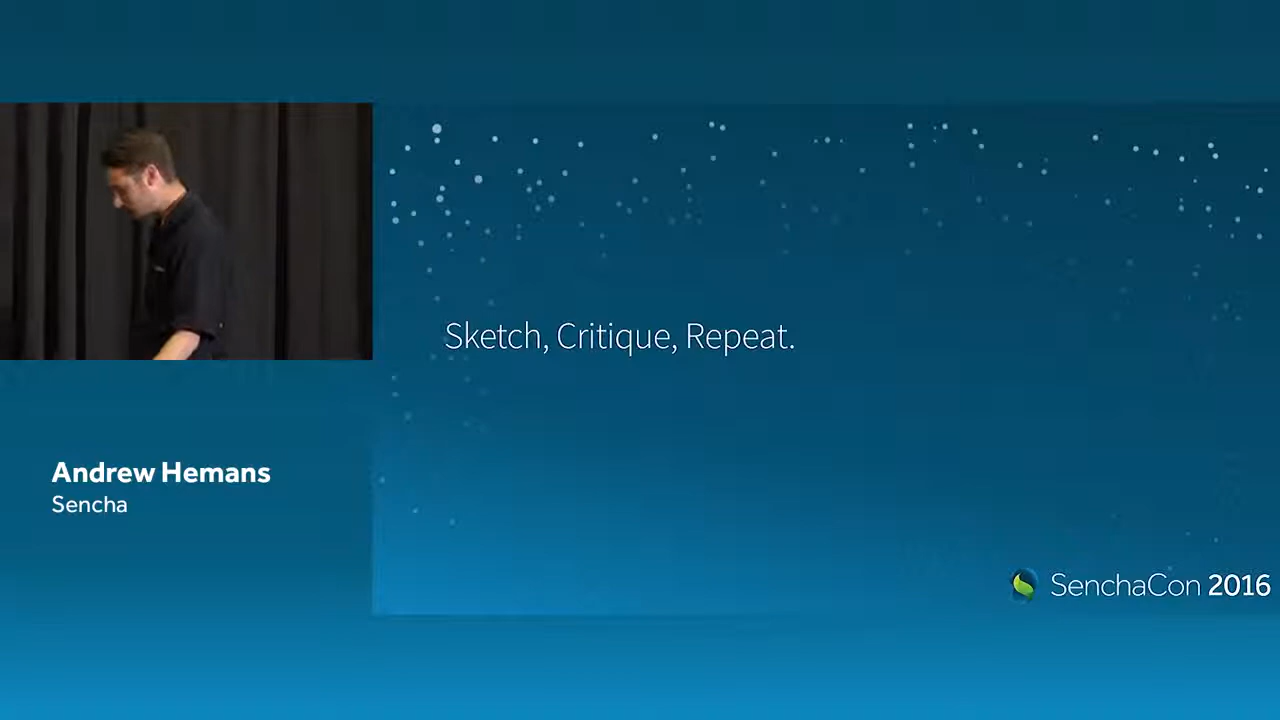 Sketch, Critique, Repeat.
Andrew Hemans
Sencha
SenchaCon 2016